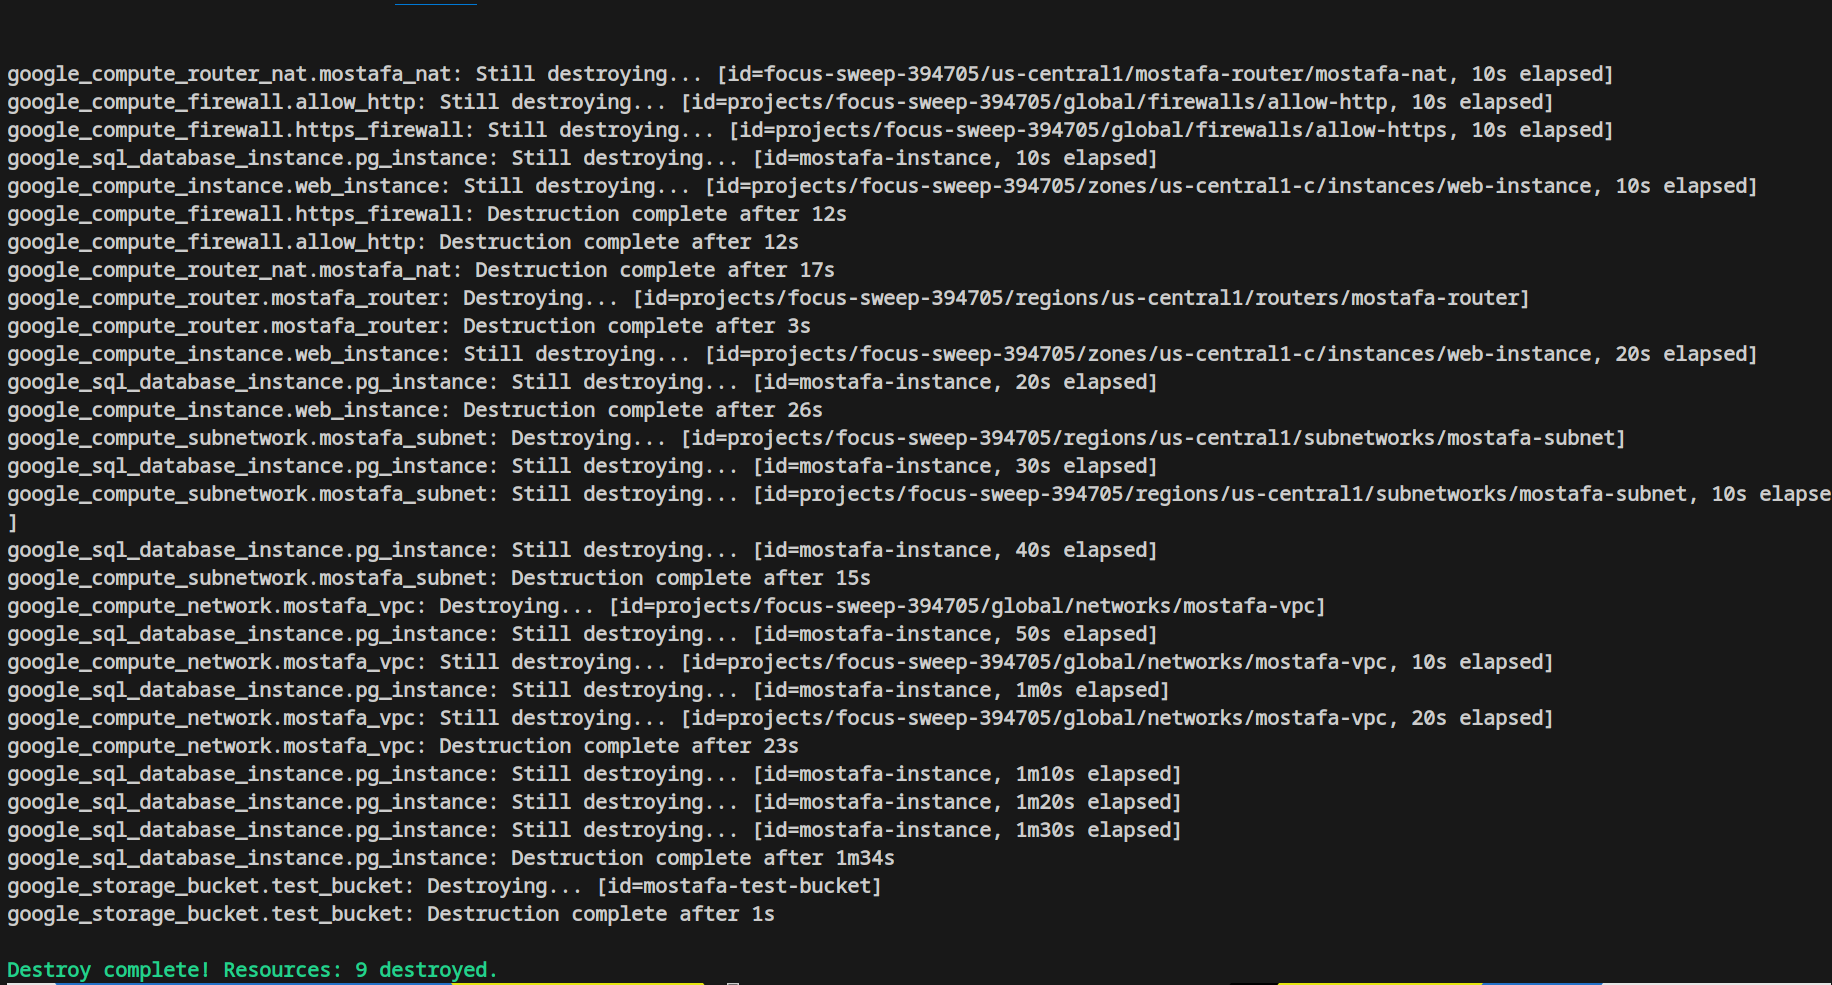 google_compute_router_nat.mostafa_nat: Still destroying... [id=focus-sweep-394705/us-central1/mostafa-router/mostafa-nat, 10s elapsed]
google_compute_firewall.allow_http: Still destroying... [id=projects/focus-sweep-394705/global/firewalls/allow-http, 10s elapsed]
google_compute_firewall.https_firewall: Still destroying... [id=projects/focus-sweep-394705/global/firewalls/allow-https, 10s elapsed]
google_sql_database_instance.pg_instance: Still destroying... [id=mostafa-instance, 10s elapsed]
google_compute_instance.web_instance: Still destroying... [id=projects/focus-sweep-394705/zones/us-central1-c/instances/web-instance, 10s elapsed]
google_compute_firewall.https_firewall: Destruction complete after 12s
google_compute_firewall.allow_http: Destruction complete after 12s
google_compute_router_nat.mostafa_nat: Destruction complete after 17s
google_compute_router.mostafa_router: Destroying... [id=projects/focus-sweep-394705/regions/us-central1/routers/mostafa-router]
google_compute_router.mostafa_router: Destruction complete after 3s
google_compute_instance.web_instance: Still destroying... [id=projects/focus-sweep-394705/zones/us-central1-c/instances/web-instance, 20s elapsed]
google_sql_database_instance.pg_instance: Still destroying... [id=mostafa-instance, 20s elapsed]
google_compute_instance.web_instance: Destruction complete after 26s
google_compute_subnetwork.mostafa_subnet: Destroying... [id=projects/focus-sweep-394705/regions/us-central1/subnetworks/mostafa-subnet]
google_sql_database_instance.pg_instance: Still destroying... [id=mostafa-instance, 30s elapsed]
google_compute_subnetwork.mostafa_subnet: Still destroying... [id=projects/focus-sweep-394705/regions/us-central1/subnetworks/mostafa-subnet, 10s elapse
]
google_sql_database_instance.pg_instance: Still destroying... [id=mostafa-instance, 40s elapsed]
google_compute_subnetwork.mostafa_subnet: Destruction complete after 15s
google_compute_network.mostafa_vpc: Destroying... [id=projects/focus-sweep-394705/global/networks/mostafa-vpc]
google_sql_database_instance.pg_instance: Still destroying... [id=mostafa-instance, 50s elapsed]
google_compute_network.mostafa_vpc: Still destroying... [id=projects/focus-sweep-394705/global/networks/mostafa-vpc, 10s elapsed]
google_sql_database_instance.pg_instance: Still destroying... [id=mostafa-instance, 1m0s elapsed]
google_compute_network.mostafa_vpc: Still destroying... [id=projects/focus-sweep-394705/global/networks/mostafa-vpc, 20s elapsed]
google_compute_network.mostafa_vpc: Destruction complete after 23s
google_sql_database_instance.pg_instance: Still destroying... [id=mostafa-instance, 1m10s elapsed]
google_sql_database_instance.pg_instance: Still destroying... [id=mostafa-instance, 1m20s elapsed]
google_sql_database_instance.pg_instance: Still destroying... [id=mostafa-instance, 1m30s elapsed]
google_sql_database_instance.pg_instance: Destruction complete after 1m34s
google_storage_bucket.test_bucket: Destroying... [id=mostafa-test-bucket]
google_storage_bucket.test_bucket: Destruction complete after 1s
Destroy complete! Resources: 9 destroyed.